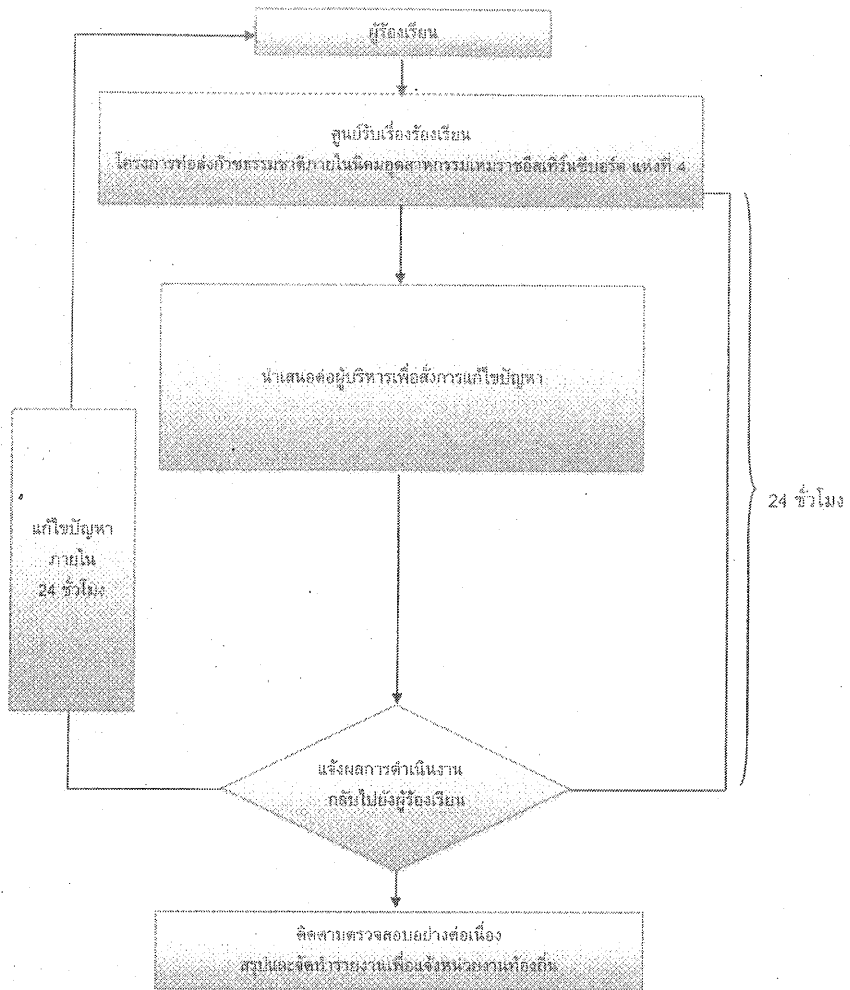 ผู้ร้องเรียน
ศูนย์รับเรื่องร้องเรียน
โครงการท่อส่งก๊าซธรรมชาติภายในนิคมอุตสาหกรรมเหมราชอีสเทิร์นซีบอร์ด แห่งที่ 4
นำเสนอต่อผู้บริหารเพื่อสั่งการแก้ไขปัญหา
24 ชั่วโมง
แก้ไขปัญหา
ภายใน
24 ชั่วโมง
แจ้งผลการดำเนินงาน
กลับไปยังผู้ร้องเรียน
ติดตามตรวจสอบอย่างต่อเนื่อง
สรุปและจัดทำรายงานเพื่อแจ้งหน่วยงานท้องถิ่น